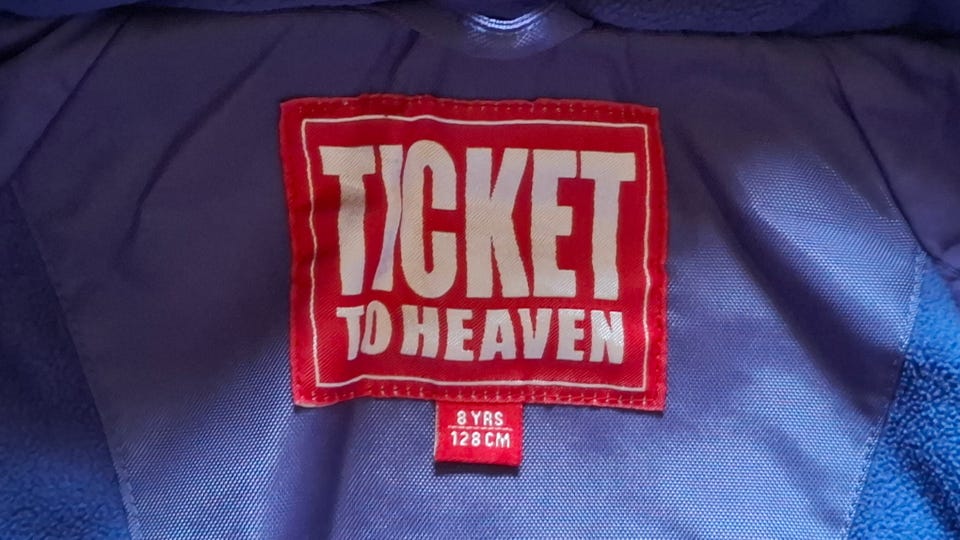 TICKET
TO HEAVEN
8 YRS
128 CM